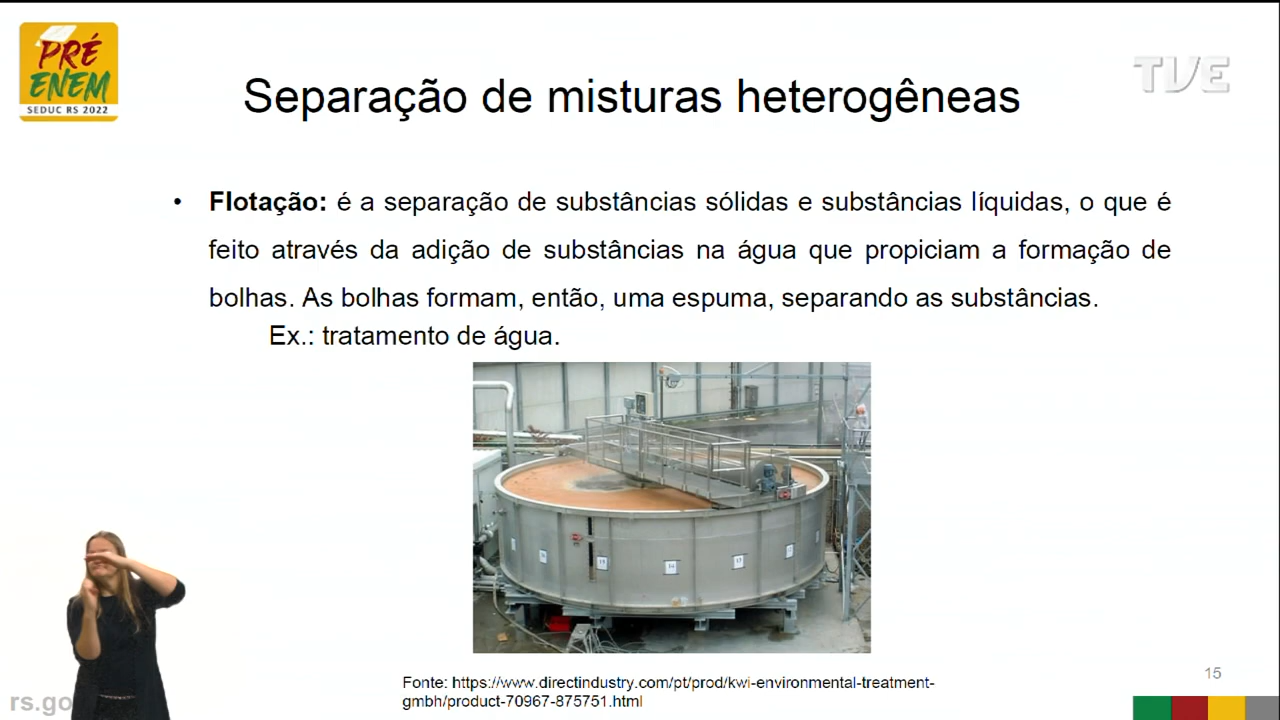 PRÉ
ENEM
SEDUC RS 2022
TVE
Separação de misturas heterogêneas
• Flotação: é a separação de substâncias sólidas e substâncias líquidas, o que é
feito através da adição de substâncias na água que propiciam a formação de
bolhas. As bolhas formam, então, uma espuma, separando as substâncias.
Ex.: tratamento de água.
Fonte: https://www.directindustry.com/pt/prod/kwi-environmental-treatment-
gmbh/product-70967-875751.html
15
rs.go